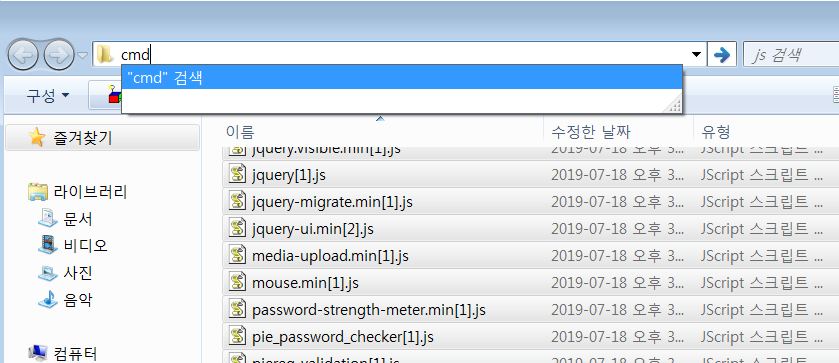 cmd
js 검색
"cmd" 검색
구성
즐겨찾기
이름 수정한 날짜 유형
jquery.visible.min[1].js 2019-07-18 오후 3... JScript 스크립트 ...
jquery[1].js 2019-07-18 오후 3... JScript 스크립트 ...
라이브러리
jquery-migrate.min[1].js 2019-07-18 오후 3... JScript 스크립트 ...
문서
jquery-ui.min[2].js 2019-07-18 오후 3... JScript 스크립트 ...
비디오
media-upload.min[1].js 2019-07-18 오후 3... JScript 스크립트 ...
사진
mouse.min[1].js 2019-07-18 오후 3... JScript 스크립트 ...
음악
password-strength-meter.min[1].js 2019-07-18 오후 3... JScript 스크립트 ...
pie_password_checker[1].js 2019-07-18 오후 3... JScript 스크립트 ...
컴퓨터